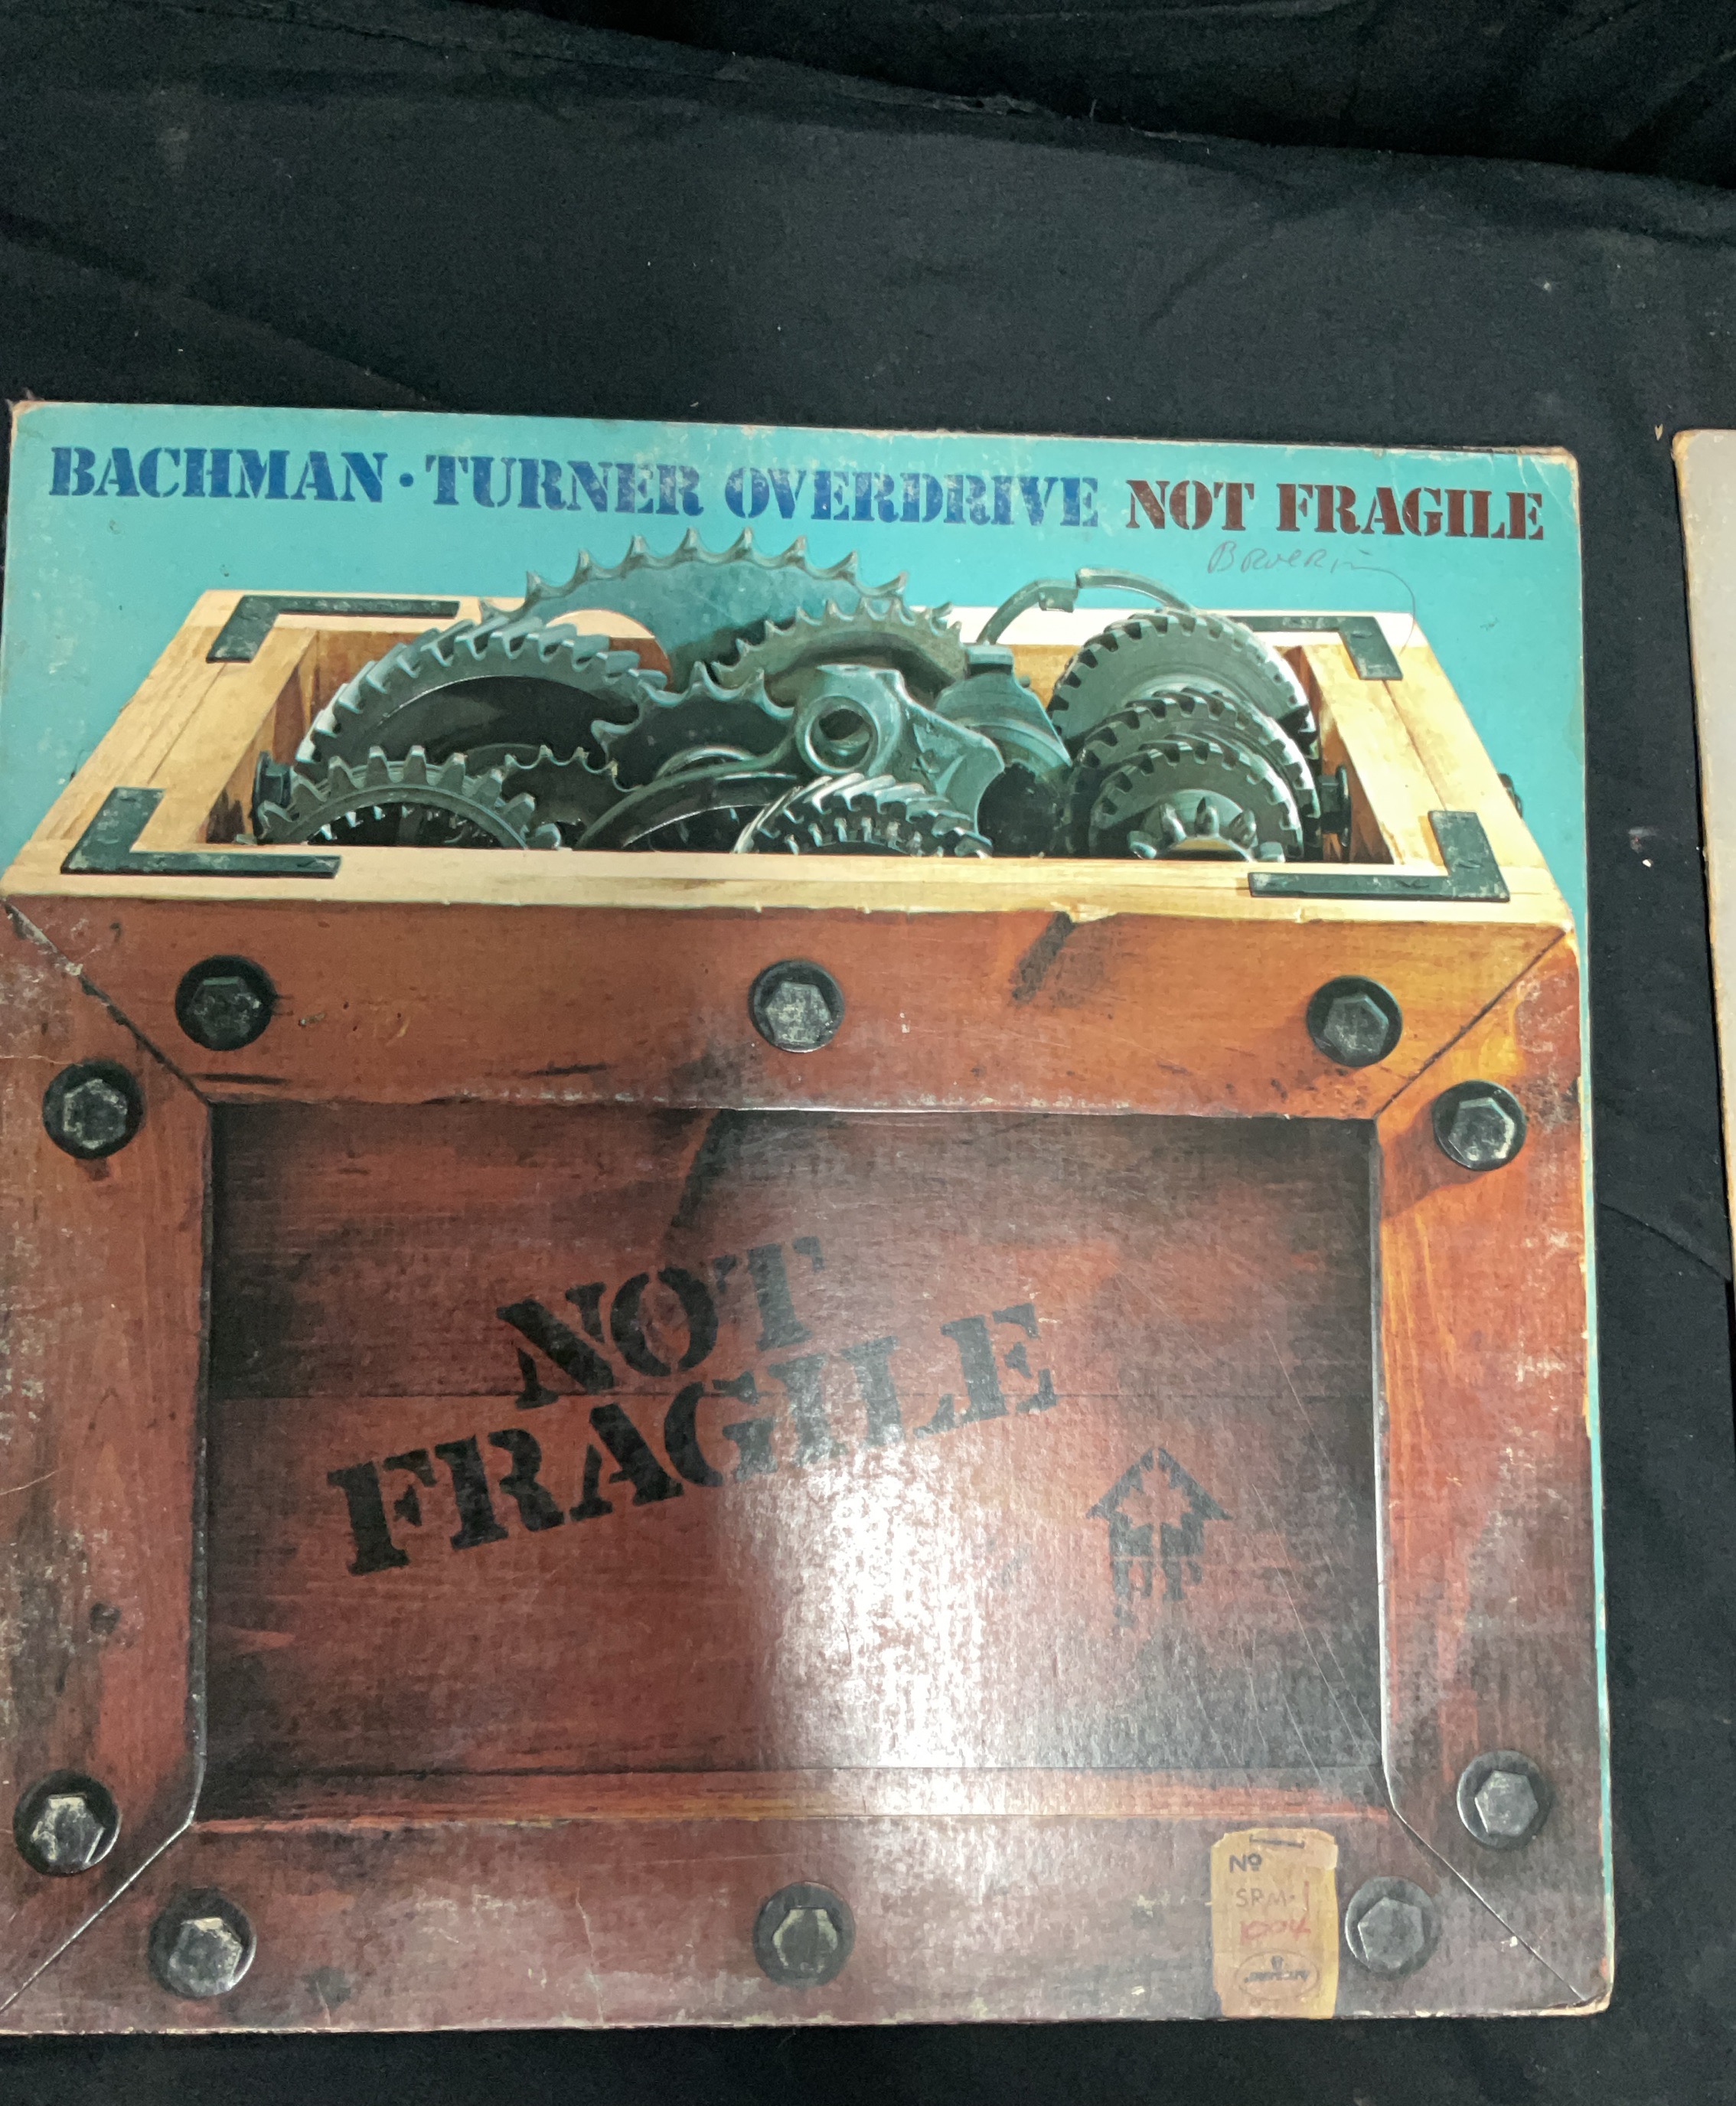 BACHMAN · TURNER OVERDRIVE NOT FRAGILE
NOT
FRAGILE
Nº
SRM-1
1004